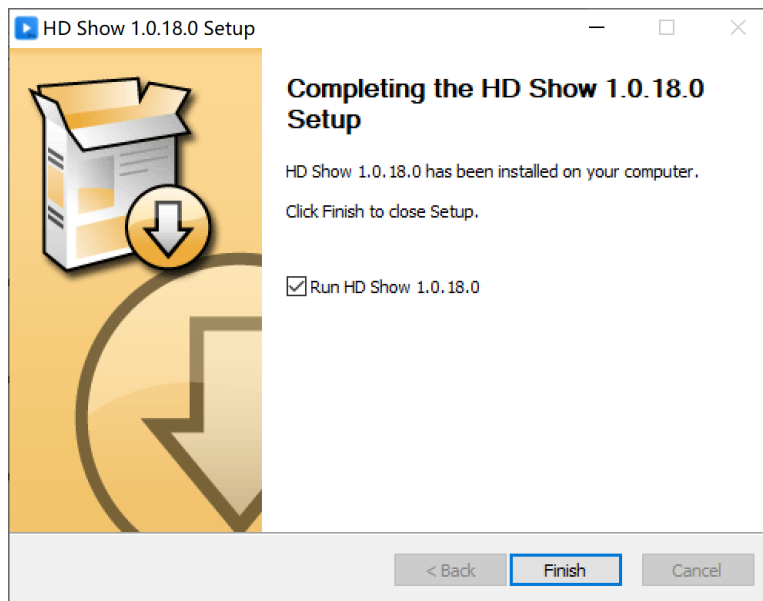 HD Show 1.0.18.0 Setup
Completing the HD Show 1.0.18.0
Setup
HD Show 1.0.18.0 has been installed on your computer.
Click Finish to close Setup.
Run HD Show 1.0.18.0
< Back Finish Cancel